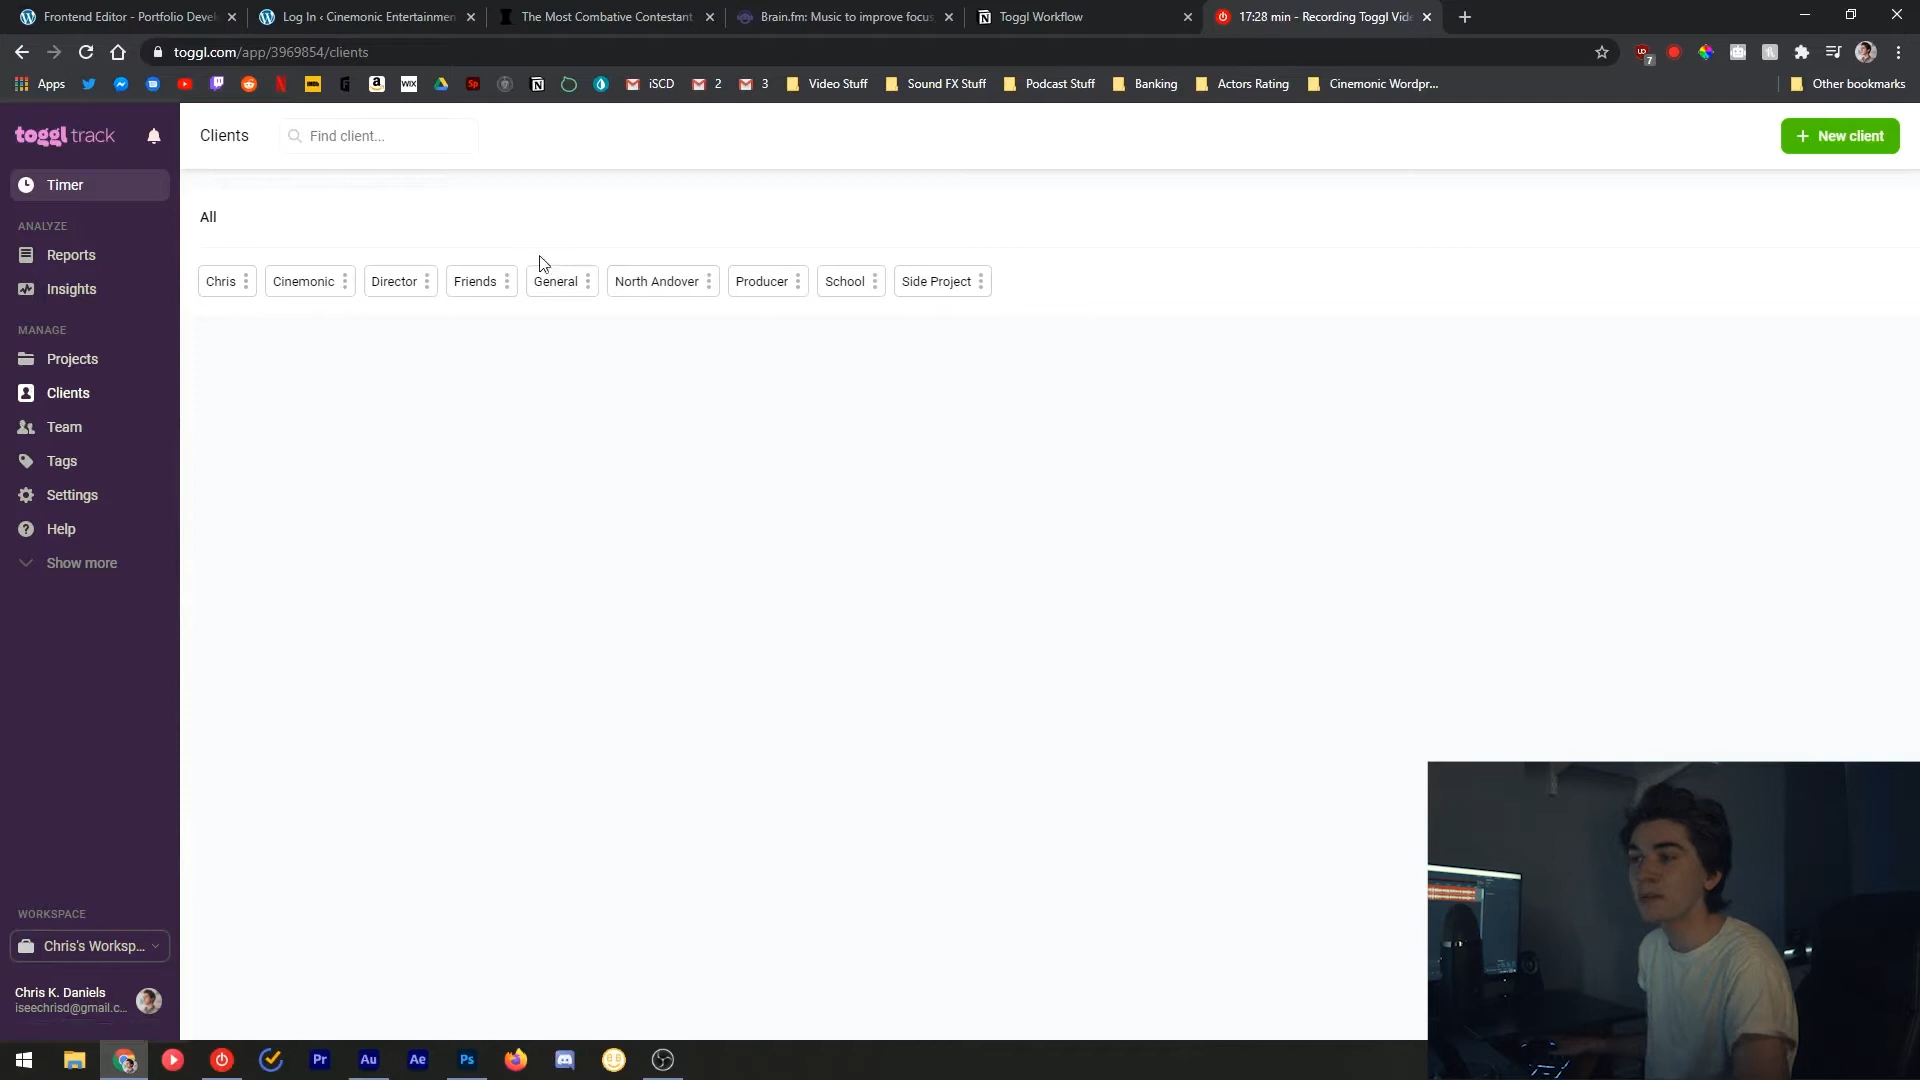 Frontend Editor - Portfolio Devel
Log In ‹ Cinemonic Entertainmen
The Most Combative Contestant
Brain.fm: Music to improve focus,
Toggl Workflow
17:28 min - Recording Toggl Vide
toggl.com/app/3969854/clients
7
Apps
iSCD
2
3
Video Stuff
Sound FX Stuff
Podcast Stuff
Banking
Actors Rating
Cinemonic Wordpr...
Other bookmarks
toggl track
Clients
Find client...
+ New client
Timer
All
ANALYZE
Reports
Insights
Chris
Cinemonic
Director
Friends
General
North Andover
Producer
School
Side Project
MANAGE
Projects
Clients
Team
Tags
Settings
Help
Show more
WORKSPACE
Chris's Worksp...
Chris K. Daniels
iseechrisd@gmail.c...
Pr
Au
Ae
Ps